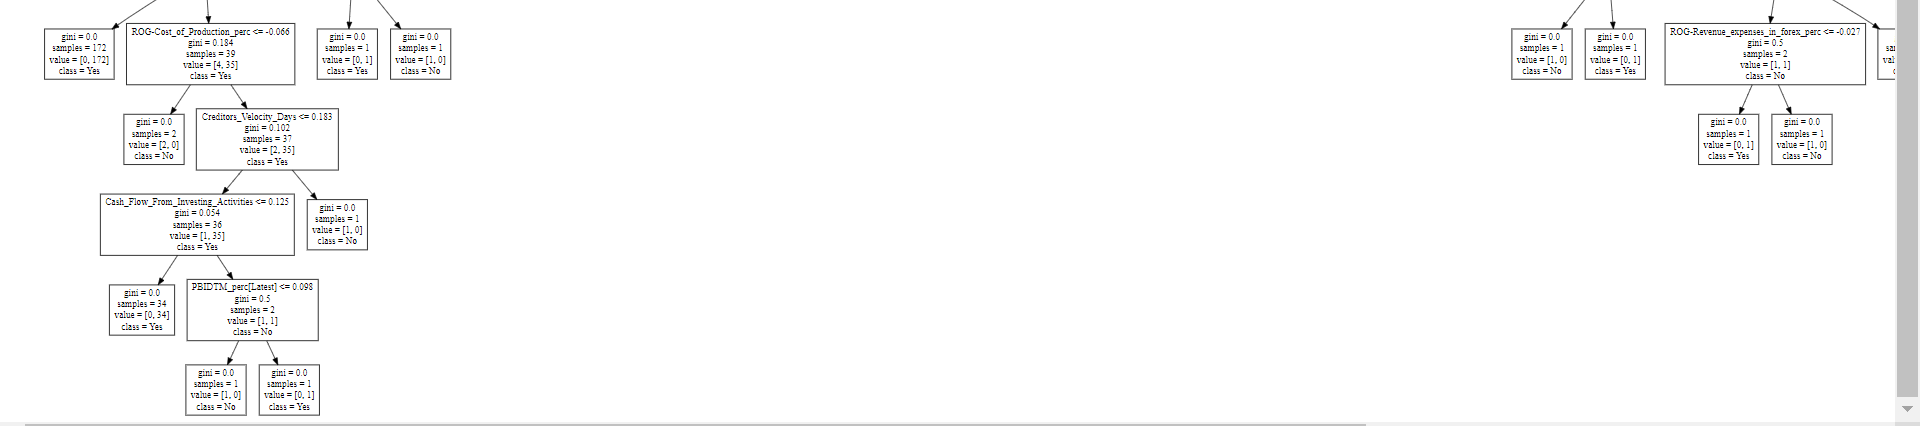 gini = 0.0
samples = 172
value = [0, 172]
class = Yes
ROG-Cost_of_Production_perc <= -0.066
gini = 0.184
samples = 39
value = [4, 35]
class = Yes
gini = 0.0
samples = 1
value = [0, 1]
class = Yes
gini = 0.0
samples = 1
value = [1, 0]
class = No
gini = 0.0
samples = 1
value = [1, 0]
class = No
gini = 0.0
samples = 1
value = [0, 1]
class = Yes
ROG-Revenue_expenses_in_forex_perc <= -0.027
gini = 0.5
samples = 2
value = [1, 1]
class = No
gini = 0.0
samples = 2
value = [2, 0]
class = No
Creditors_Velocity_Days <= 0.183
gini = 0.102
samples = 37
value = [2, 35]
class = Yes
gini = 0.0
samples = 1
value = [0, 1]
class = Yes
gini = 0.0
samples = 1
value = [1, 0]
class = No
Cash_Flow_From_Investing_Activities <= 0.125
gini = 0.054
samples = 36
value = [1, 35]
class = Yes
gini = 0.0
samples = 1
value = [1, 0]
class = No
gini = 0.0
samples = 34
value = [0, 34]
class = Yes
PBIDTM_perc[Latest] <= 0.098
gini = 0.5
samples = 2
value = [1, 1]
class = No
gini = 0.0
samples = 1
value = [1, 0]
class = No
gini = 0.0
samples = 1
value = [0, 1]
class = Yes